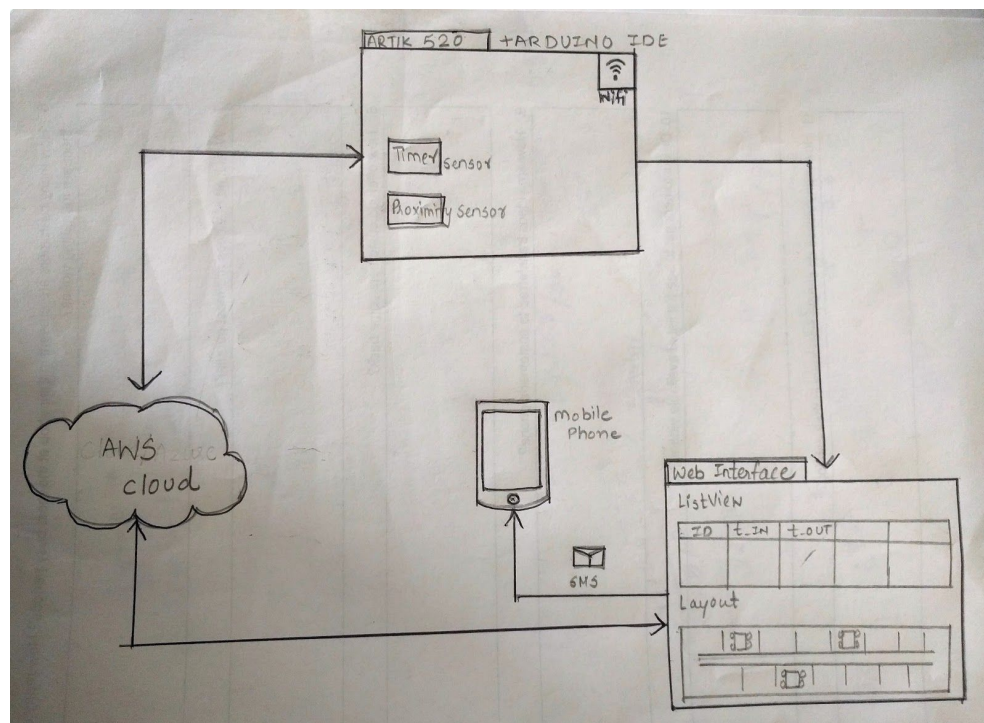 ARTIK 520 +ARDUINO IDE
Wifi
Timer sensor
Proximity sensor
AWS
cloud
mobile
Phone
Web Interface
ListView
ID t_IN t_OUT
SMS
Layout